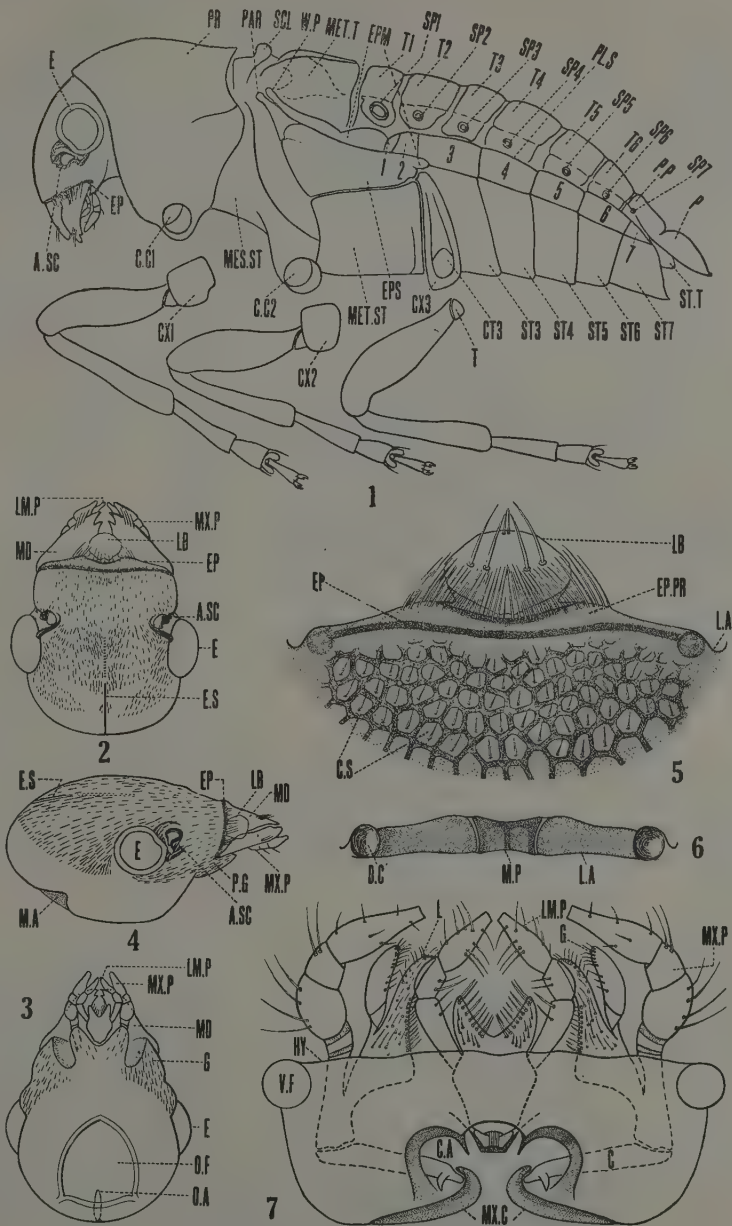 PR PAR SCL W.P MET.T EPM T1 SP1 T2 SP2 T3 SP3 T4 SP4 PL.S T5 SP5 T6 SP6 P.P SP7 P
E
1 2 3 4 5 6 7
EP
A.SC C.C1 MES.ST C.C2 MET.ST EPS CX3 CT3 ST3 ST4 ST5 ST6 ST7 ST.T
CX1 CX2 T
1
LM.P
MX.P
MD LB
EP
A.SC
E
E.S
2
LB
EP EP.PR
L.A
C.S
5
E.S EP LB MD
E
P.G MX.P
M.A A.SC
4
D.C M.P L.A
6
LM.P
3 MX.P
MD
G
E
O.F
O.A
L LM.P
G MX.P
HY
V.F
C.A C
MX.C
7